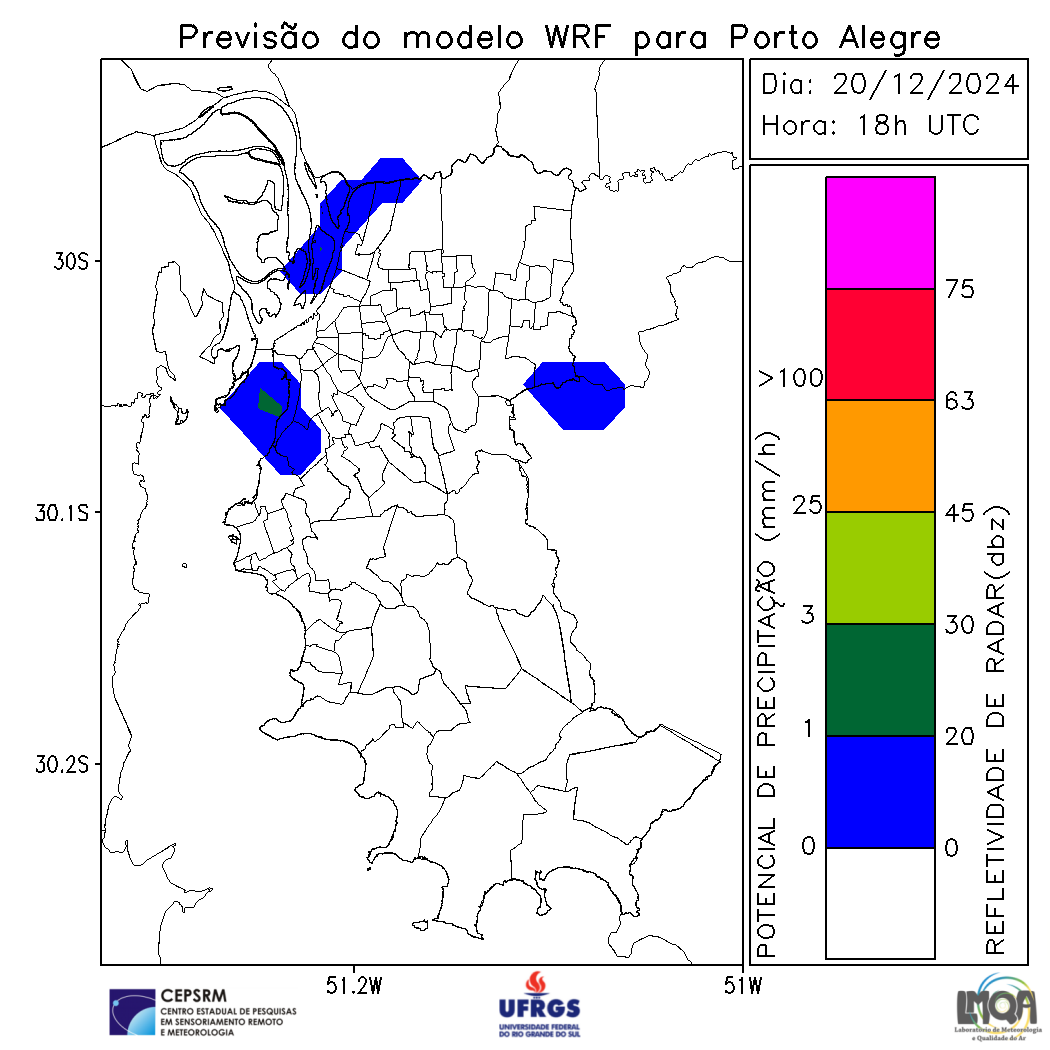 Previsão do modelo WRF para Porto Alegre
Dia: 20/12/2024
Hora: 18h UTC
30S
30.1S
30.2S
51.2W
51W
POTENCIAL DE PRECIPITAÇÃO (mm/h)
>100
25
3
1
0
75
63
45
30
20
0
REFLETIVIDADE DE RADAR(dbz)
CEPSRM
CENTRO ESTADUAL DE PESQUISAS
EM SENSORIAMENTO REMOTO
E METEOROLOGIA
UFRGS
UNIVERSIDADE FEDERAL
DO RIO GRANDE DO SUL
LMQA
Laboratório de Meteorologia
e Qualidade do Ar